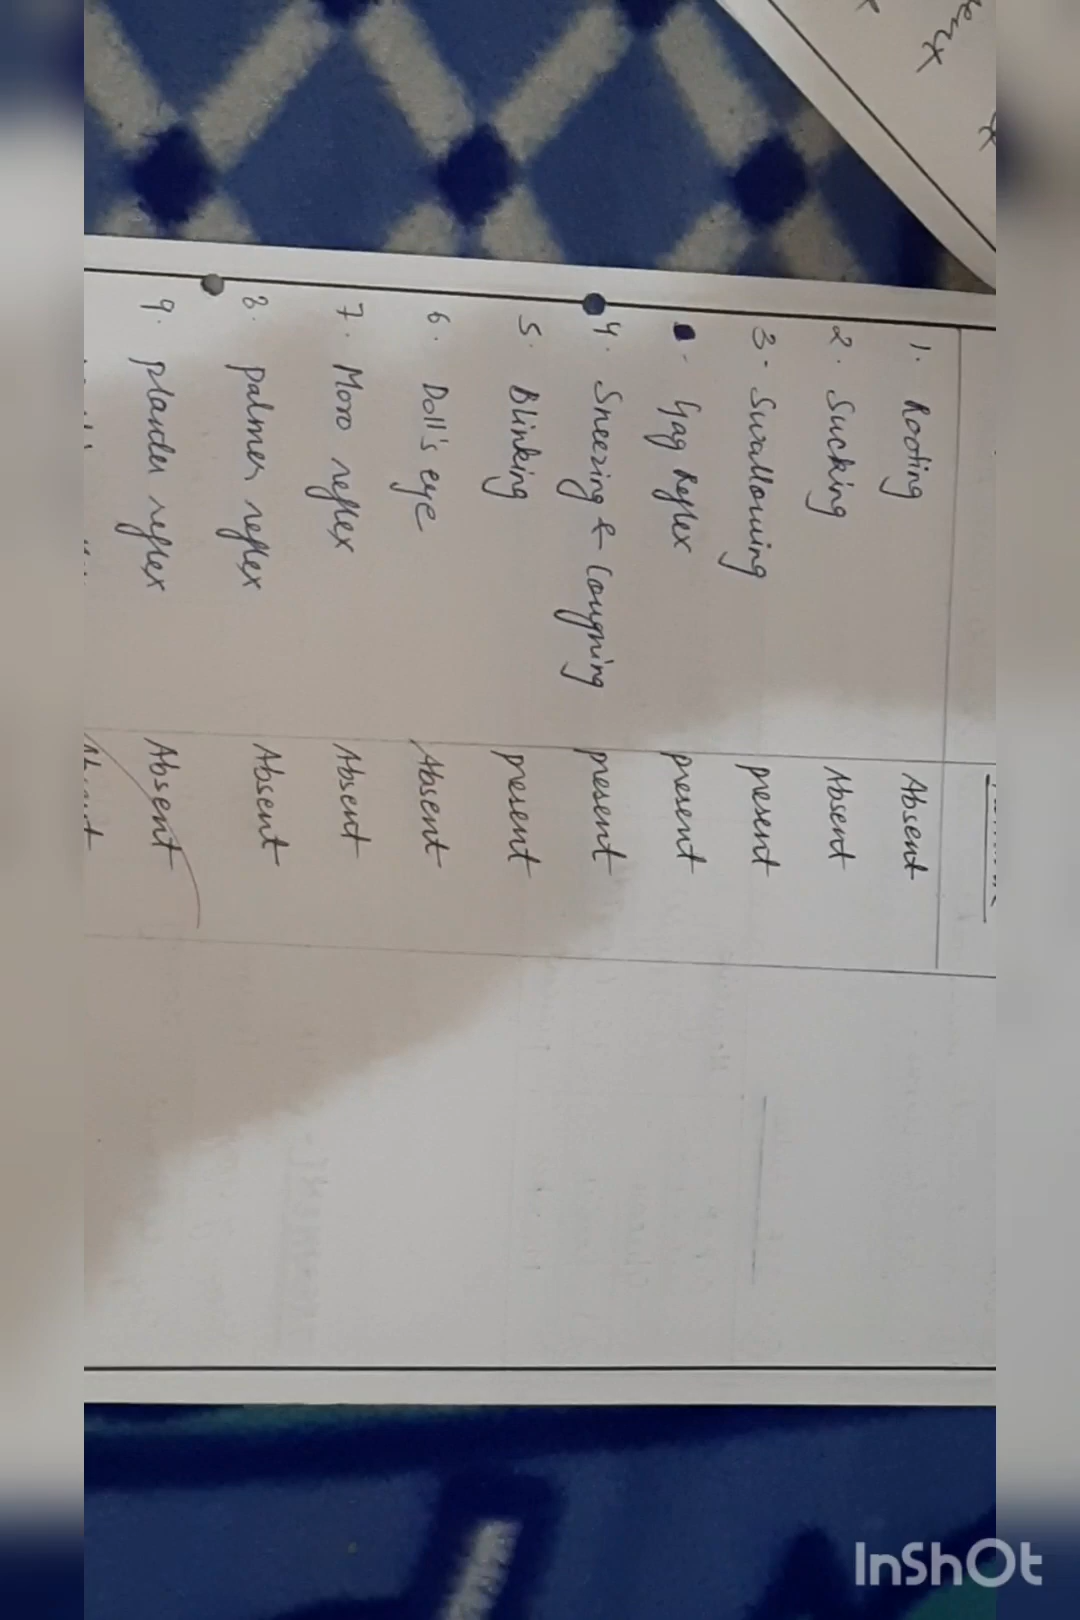 1. Rooting Absent
2. Sucking Absent
3. Swallowing present
- Gag Reflex present
4. Sneezing & Coughing present
5. Blinking present
6. Doll's eye Absent
7. Moro reflex Absent
8. palmer reflex Absent
9. plander reflex Absent
InShOt